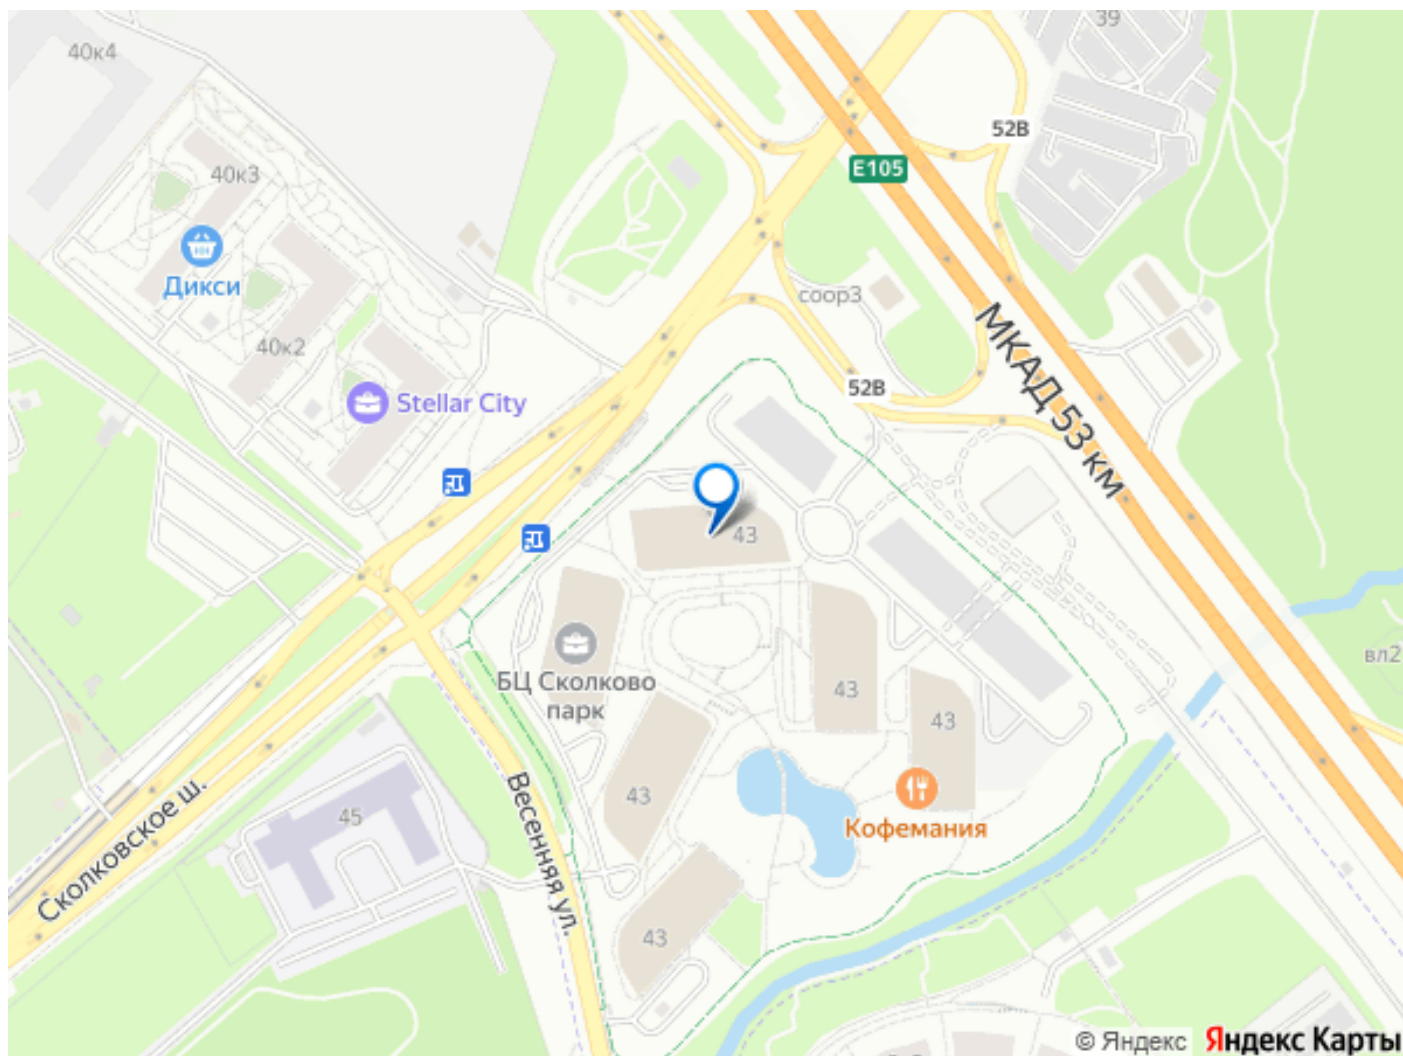 40к4
39
52В
E105
40к3
Дикси
соор3
40к2
52В
Stellar City
МКАД 53 км
43
БЦ Сколково
парк
вл2
43
43
43
45
Кофемания
Сколковское ш.
Весенняя ул.
43
© Яндекс
Яндекс Карты